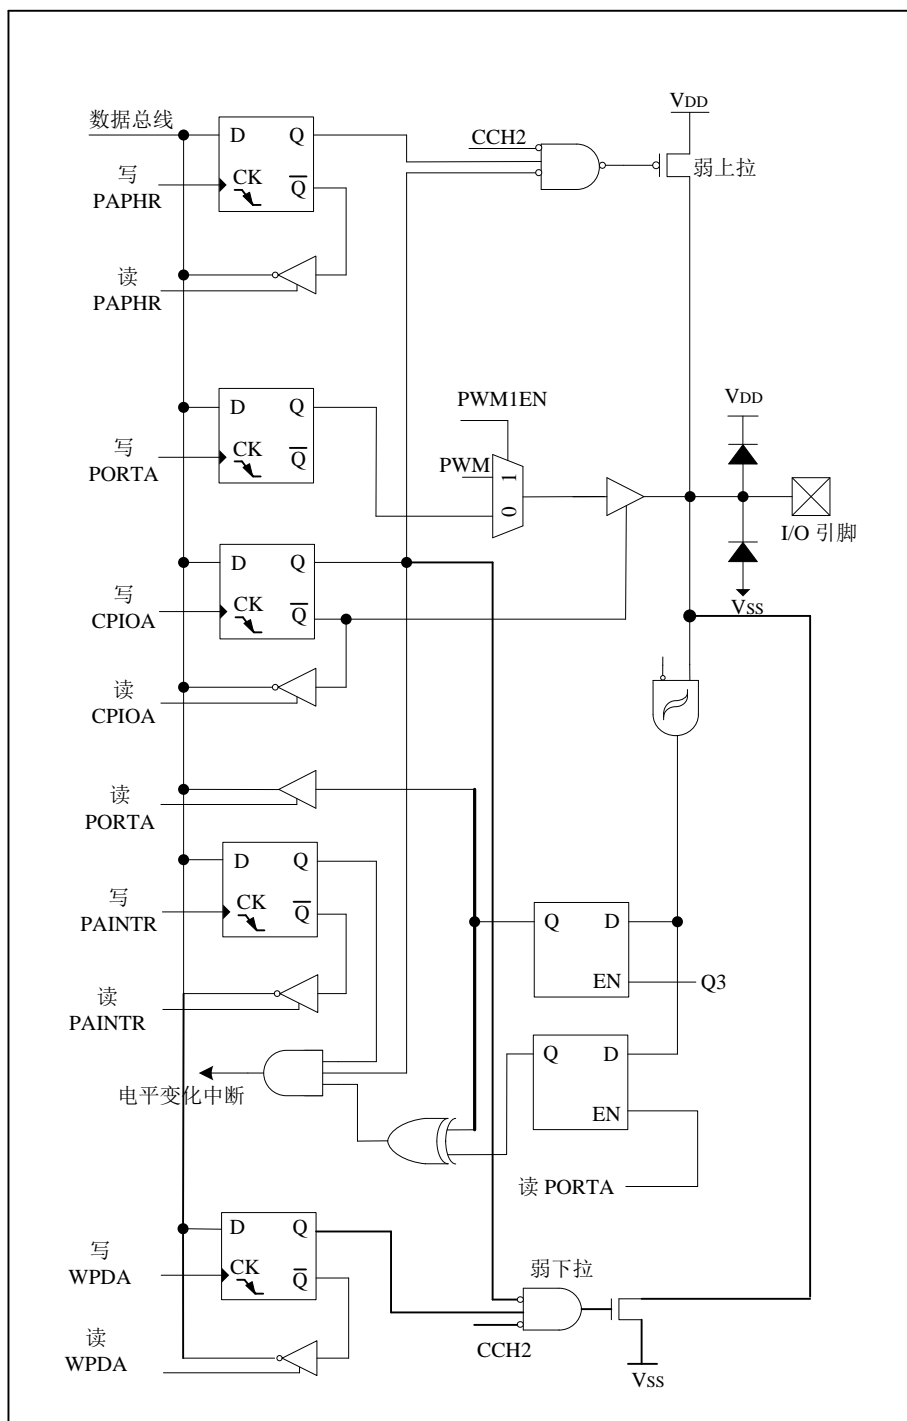 数据总线
D
Q
CK
Q
写
PAPHR
读
PAPHR
CCH2
VDD
弱上拉
D
Q
CK
Q
写
PORTA
PWM1EN
PWM
1
0
VDD
I/O 引脚
VSS
D
Q
CK
Q
写
CPIOA
读
CPIOA
读
PORTA
D
Q
CK
Q
写
PAINTR
读
PAINTR
Q
D
EN
Q3
Q
D
EN
电平变化中断
读 PORTA
D
Q
CK
Q
写
WPDA
读
WPDA
弱下拉
CCH2
VSS